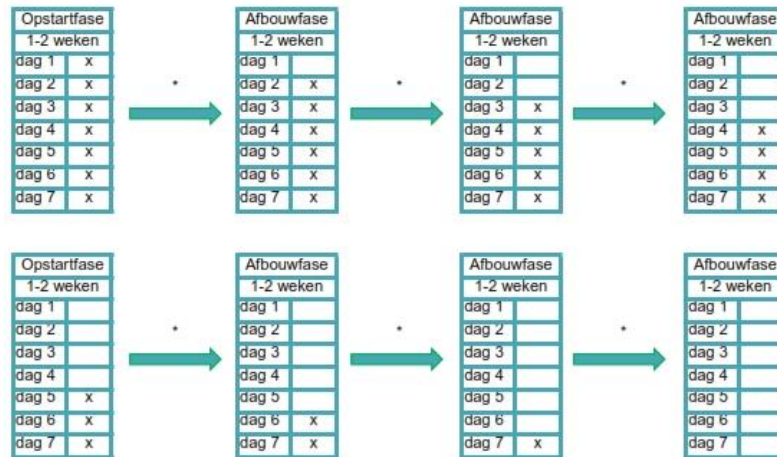 Opstartfase Afbouwfase Afbouwfase Afbouwfase
1-2 weken 1-2 weken 1-2 weken 1-2 weken
dag 1 x dag 1 dag 1 dag 1
dag 2 x * dag 2 x * dag 2 * dag 2
dag 3 x dag 3 x dag 3 x dag 3
dag 4 x dag 4 x dag 4 x dag 4 x
dag 5 x dag 5 x dag 5 x dag 5 x
dag 6 x dag 6 x dag 6 x dag 6 x
dag 7 x dag 7 x dag 7 x dag 7 x
Opstartfase Afbouwfase Afbouwfase Afbouwfase
1-2 weken 1-2 weken 1-2 weken 1-2 weken
dag 1 dag 1 dag 1 dag 1
dag 2 * dag 2 * dag 2 * dag 2
dag 3 dag 3 dag 3 dag 3
dag 4 dag 4 dag 4 dag 4
dag 5 x dag 5 dag 5 dag 5
dag 6 x dag 6 x dag 6 dag 6
dag 7 x dag 7 x dag 7 x dag 7